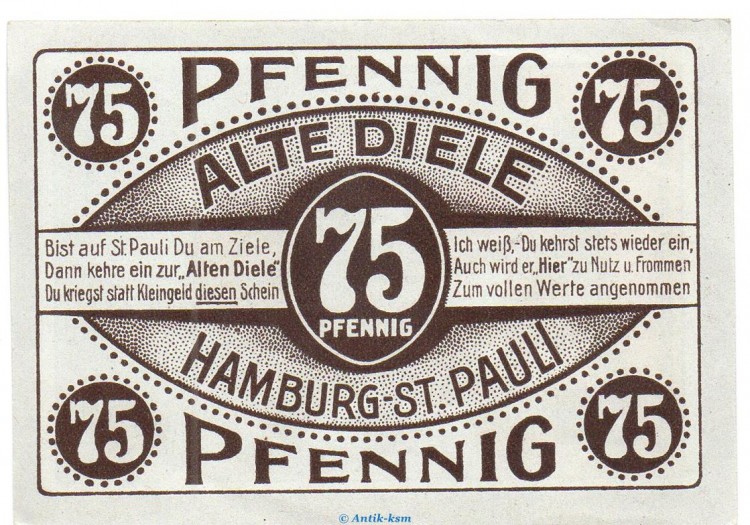 75 PFENNIG 75
ALTE DIELE
Bist auf St. Pauli Du am Ziele,
Dann kehre ein zur „Alten Diele"
Du kriegst statt Kleingeld diesen Schein
75
PFENNIG
Ich weiß,-Du kehrst stets wieder ein,
Auch wird er „Hier" zu Nutz u. Frommen
Zum vollen Werte angenommen
HAMBURG-ST. PAULI
75 PFENNIG 75
© Antik-ksm